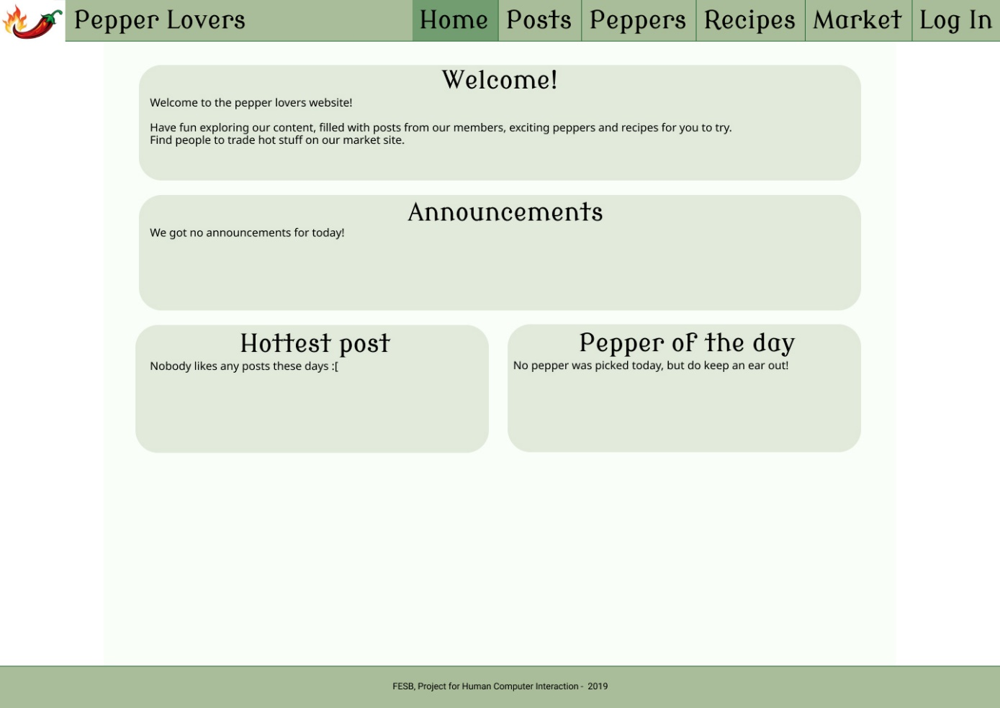 Pepper Lovers
Home Posts Peppers Recipes Market Log In
Welcome!
Welcome to the pepper lovers website!
Have fun exploring our content, filled with posts from our members, exciting peppers and recipes for you to try.
Find people to trade hot stuff on our market site.
Announcements
We got no announcements for today!
Hottest post
Nobody likes any posts these days :[
Pepper of the day
No pepper was picked today, but do keep an ear out!
FESB, Project for Human Computer Interaction - 2019